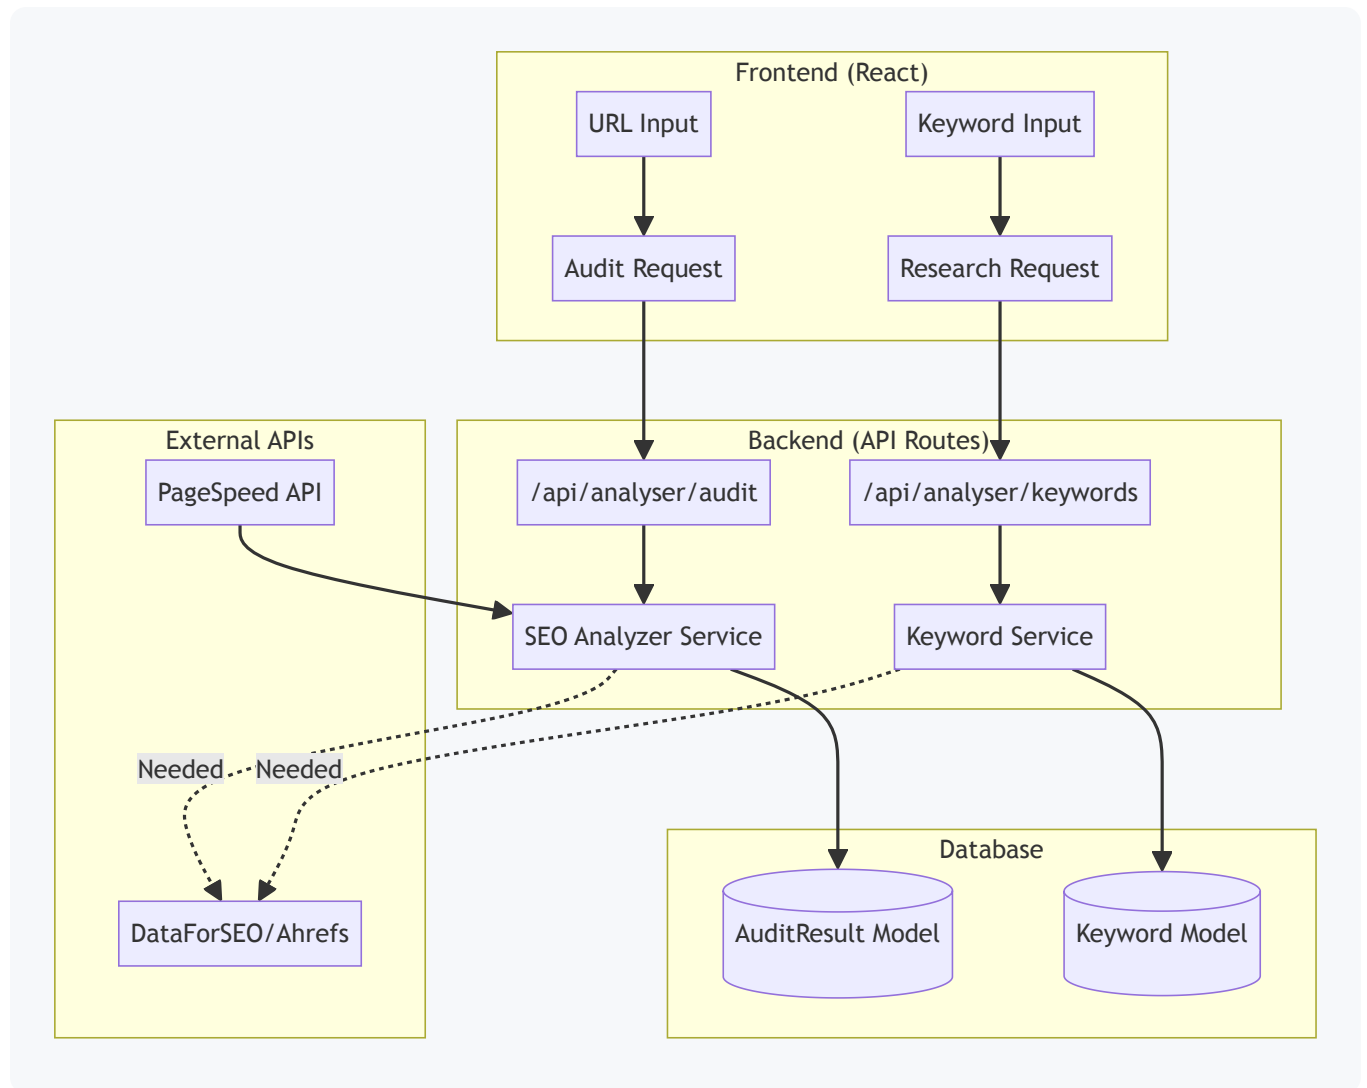 Frontend (React)
URL Input
Keyword Input
Audit Request
Research Request
External APIs
PageSpeed API
Backend (API Routes)
/api/analyser/audit
/api/analyser/keywords
SEO Analyzer Service
Keyword Service
Needed
Needed
DataForSEO/Ahrefs
Database
AuditResult Model
Keyword Model